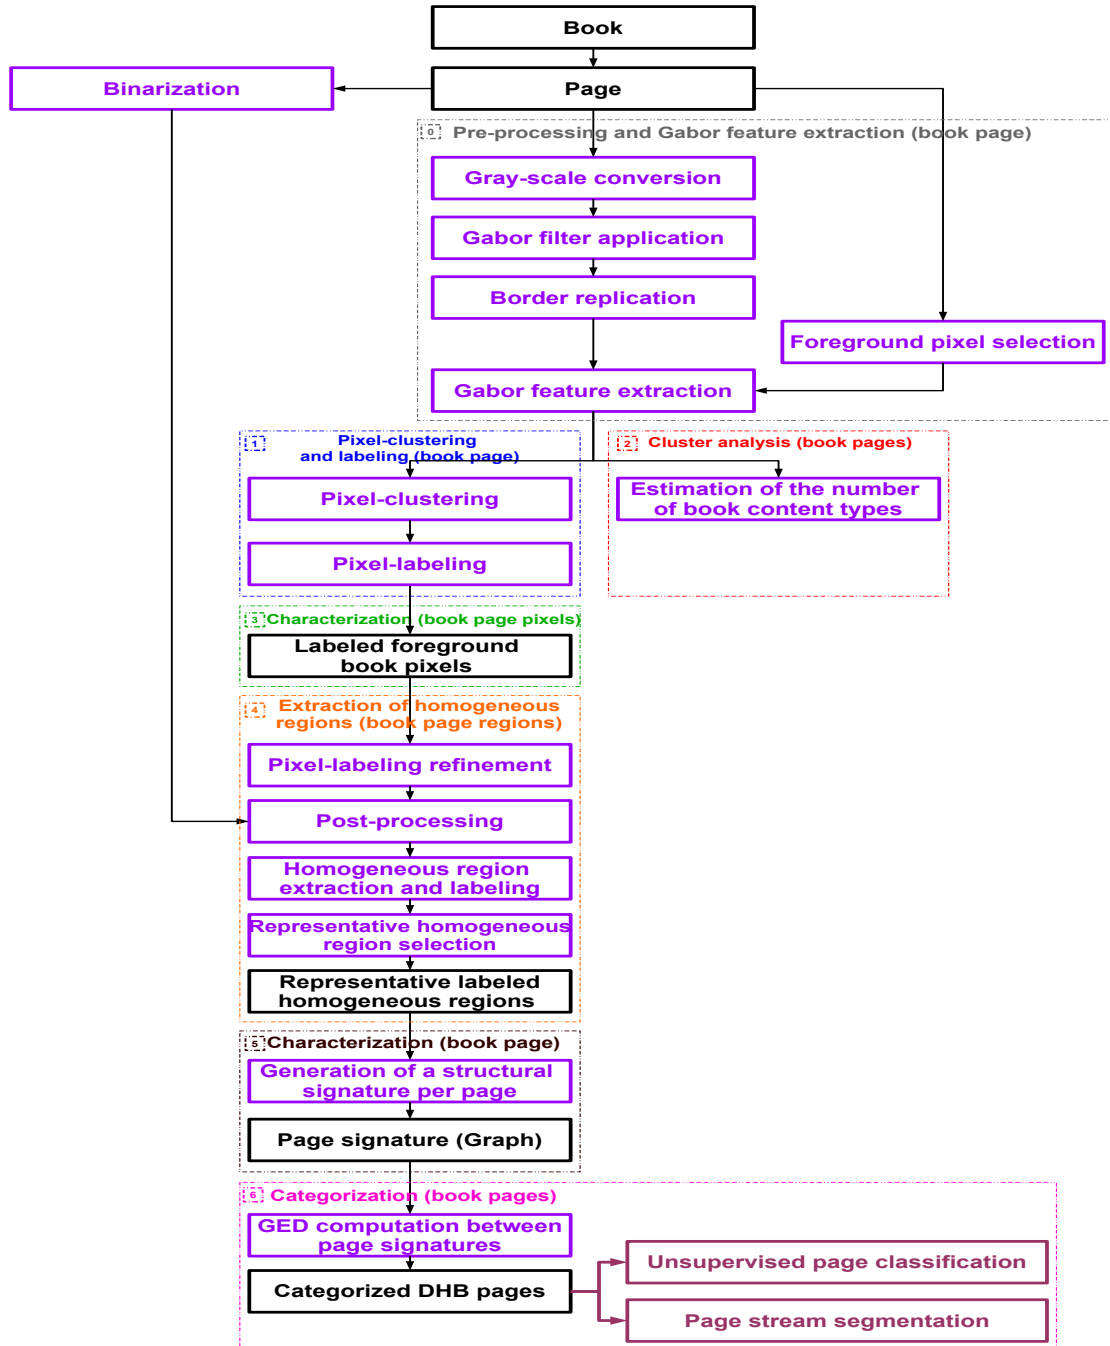 Book
Binarization
Page
0 Pre-processing and Gabor feature extraction (book page)
Gray-scale conversion
Gabor filter application
Border replication
Foreground pixel selection
Gabor feature extraction
1 Pixel-clustering
and labeling (book page)
2 Cluster analysis (book pages)
Pixel-clustering
Estimation of the number
of book content types
Pixel-labeling
3 Characterization (book page pixels)
Labeled foreground
book pixels
4 Extraction of homogeneous
regions (book page regions)
Pixel-labeling refinement
Post-processing
Homogeneous region
extraction and labeling
Representative homogeneous
region selection
Representative labeled
homogeneous regions
5 Characterization (book page)
Generation of a structural
signature per page
Page signature (Graph)
6 Categorization (book pages)
GED computation between
page signatures
Unsupervised page classification
Categorized DHB pages
Page stream segmentation